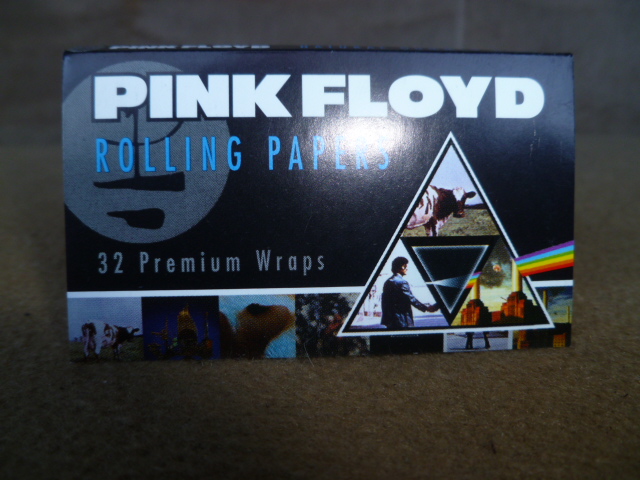 PINK FLOYD
ROLLING PAPERS
32 Premium Wraps